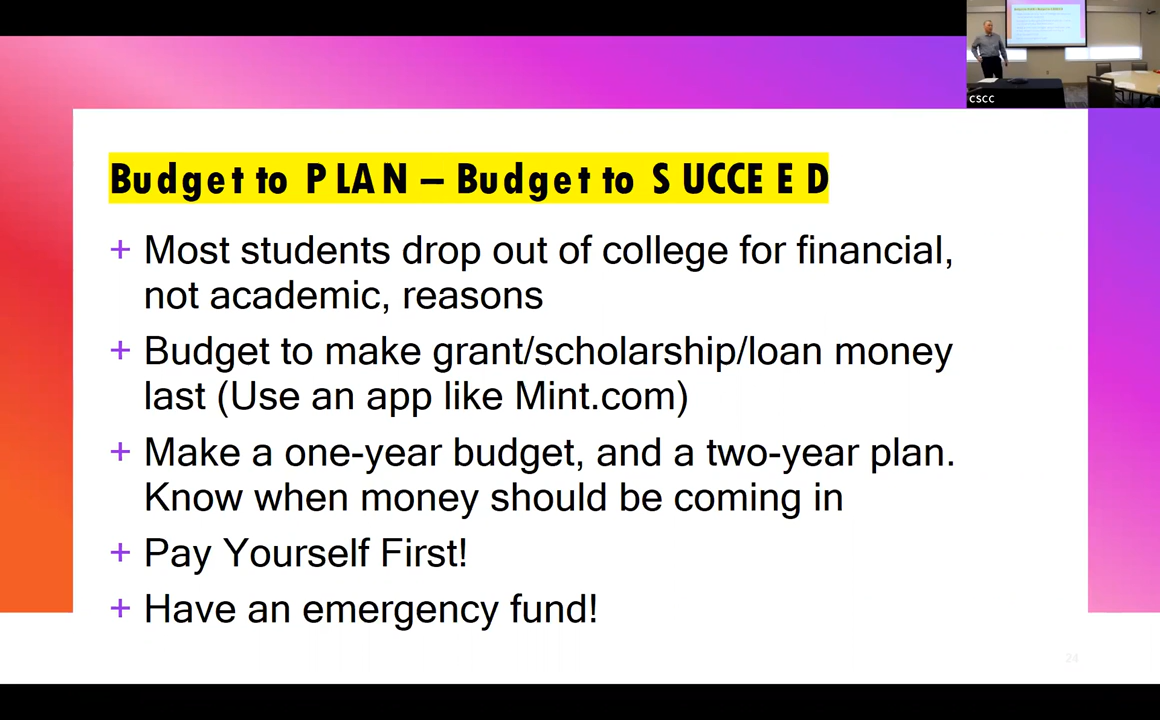 CSCC
Budget to PLAN – Budget to SUCCEED
+ Most students drop out of college for financial,
not academic, reasons
+ Budget to make grant/scholarship/loan money
last (Use an app like Mint.com)
+ Make a one-year budget, and a two-year plan.
Know when money should be coming in
+ Pay Yourself First!
+ Have an emergency fund!
24